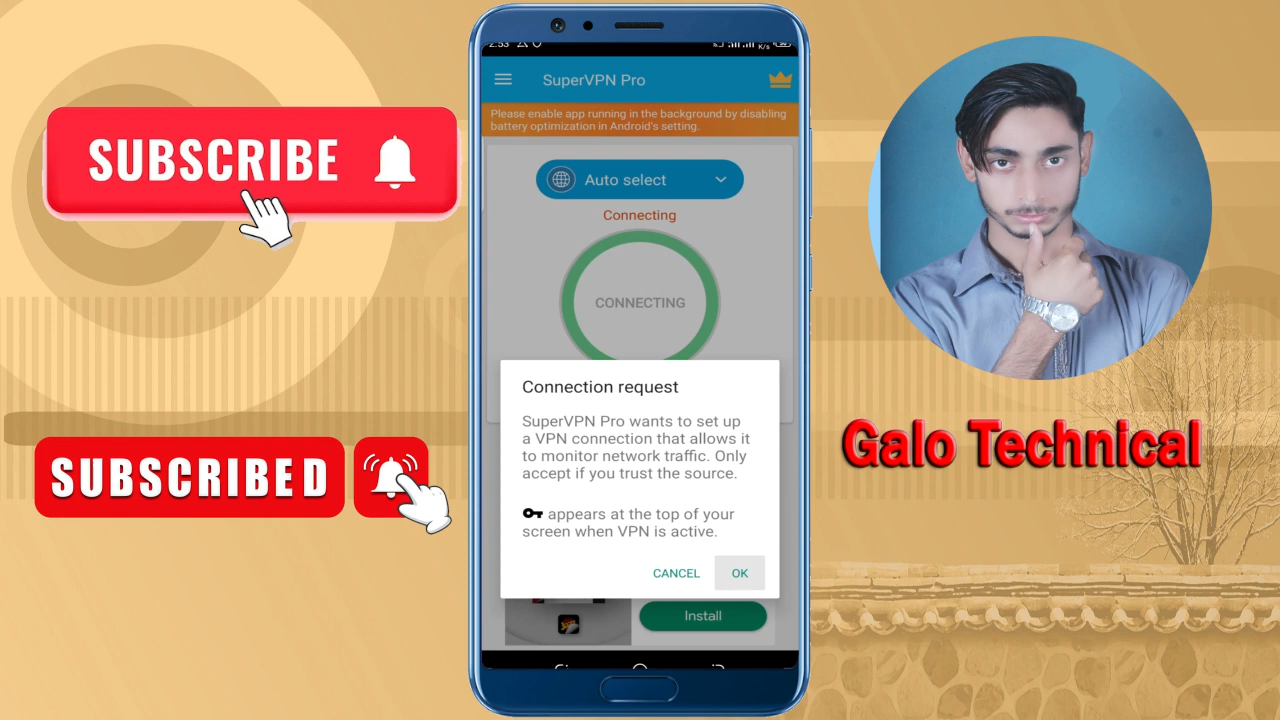 SUBSCRIBE
SUBSCRIBED
2:53
K/s
SuperVPN Pro
Please enable app running in the background by disabling
battery optimization in Android's setting.
Auto select
Connecting
CONNECTING
Connection request
SuperVPN Pro wants to set up
a VPN connection that allows it
to monitor network traffic. Only
accept if you trust the source.
appears at the top of your
screen when VPN is active.
CANCEL OK
Install
Galo Technical